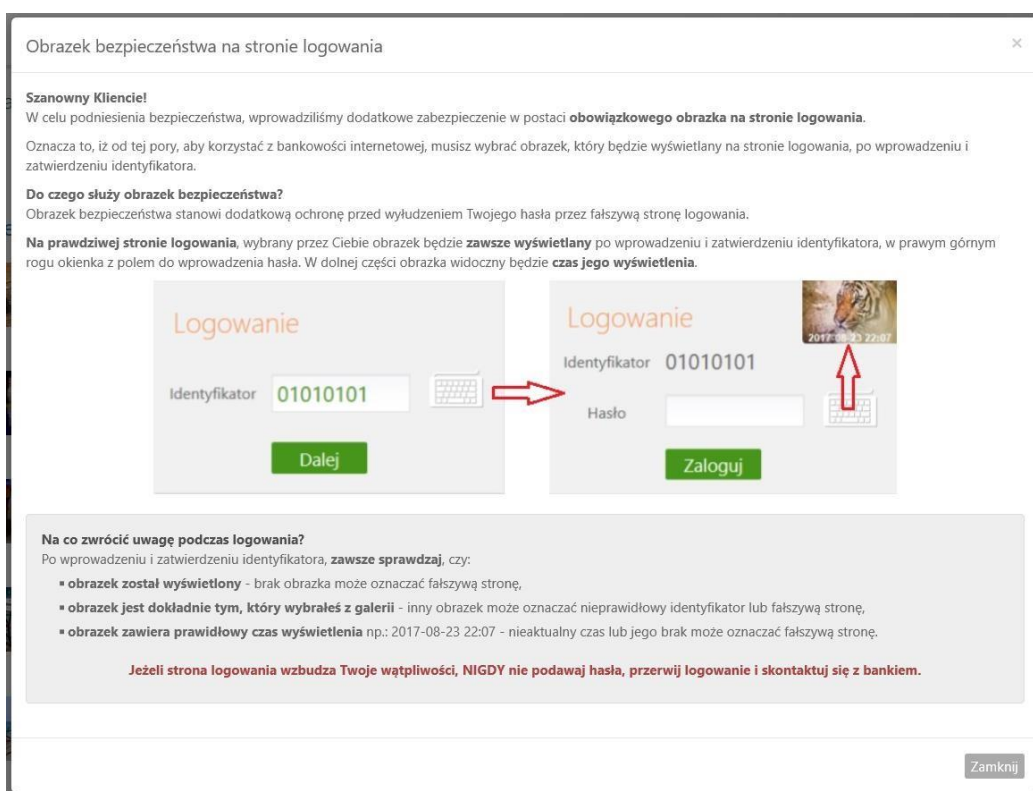 Obrazek bezpieczeństwa na stronie logowania ×
Szanowny Kliencie!
W celu podniesienia bezpieczeństwa, wprowadziliśmy dodatkowe zabezpieczenie w postaci obowiązkowego obrazka na stronie logowania.
Oznacza to, iż od tej pory, aby korzystać z bankowości internetowej, musisz wybrać obrazek, który będzie wyświetlany na stronie logowania, po wprowadzeniu i
zatwierdzeniu identyfikatora.
Do czego służy obrazek bezpieczeństwa?
Obrazek bezpieczeństwa stanowi dodatkową ochronę przed wyłudzeniem Twojego hasła przez fałszywą stronę logowania.
Na prawdziwej stronie logowania, wybrany przez Ciebie obrazek będzie zawsze wyświetlany po wprowadzeniu i zatwierdzeniu identyfikatora, w prawym górnym
rogu okienka z polem do wprowadzenia hasła. W dolnej części obrazka widoczny będzie czas jego wyświetlenia.
Logowanie
Identyfikator 01010101
Dalej
Logowanie
2017-08-23 22:07
Identyfikator 01010101
Hasło
Zaloguj
Na co zwrócić uwagę podczas logowania?
Po wprowadzeniu i zatwierdzeniu identyfikatora, zawsze sprawdzaj, czy:
▪ obrazek został wyświetlony - brak obrazka może oznaczać fałszywą stronę,
▪ obrazek jest dokładnie tym, który wybrałeś z galerii - inny obrazek może oznaczać nieprawidłowy identyfikator lub fałszywą stronę,
▪ obrazek zawiera prawidłowy czas wyświetlenia np.: 2017-08-23 22:07 - nieaktualny czas lub jego brak może oznaczać fałszywą stronę.
Jeżeli strona logowania wzbudza Twoje wątpliwości, NIGDY nie podawaj hasła, przerwij logowanie i skontaktuj się z bankiem.
Zamknij